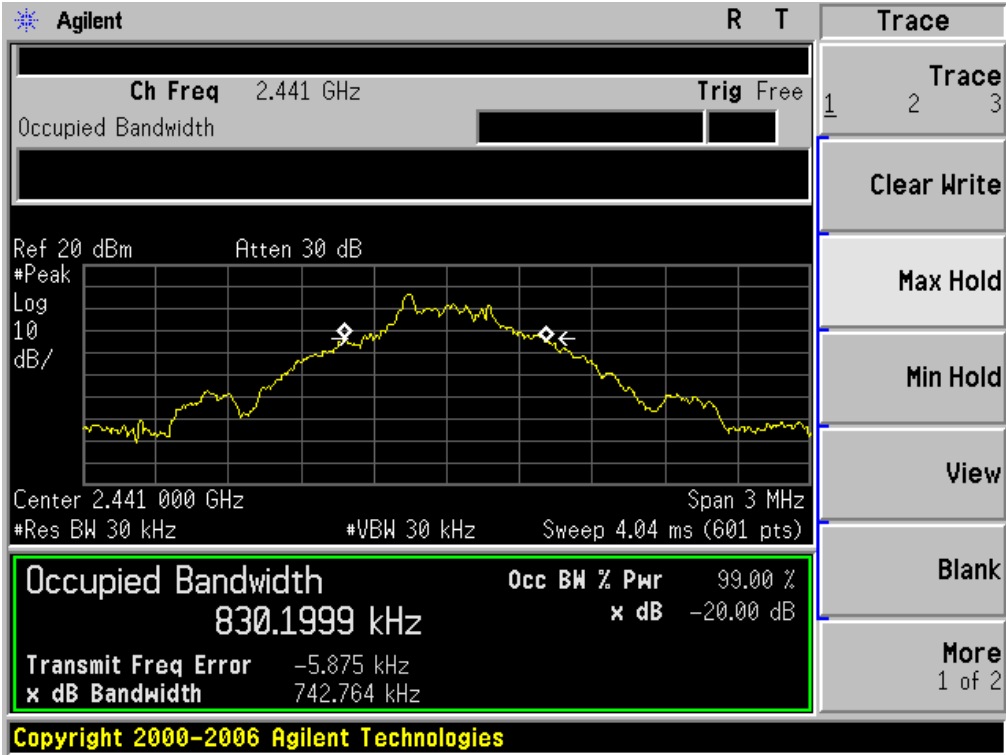 Agilent R T Trace
Ch Freq 2.441 GHz Trig Free
Occupied Bandwidth
Trace
1 2 3
Clear Write
Max Hold
Min Hold
View
Blank
More
1 of 2
Ref 20 dBm Atten 30 dB
#Peak
Log
10
dB/
Center 2.441 000 GHz Span 3 MHz
#Res BW 30 kHz #VBW 30 kHz Sweep 4.04 ms (601 pts)
Occupied Bandwidth Occ BW % Pwr 99.00 %
830.1999 kHz x dB -20.00 dB
Transmit Freq Error -5.875 kHz
x dB Bandwidth 742.764 kHz
Copyright 2000-2006 Agilent Technologies